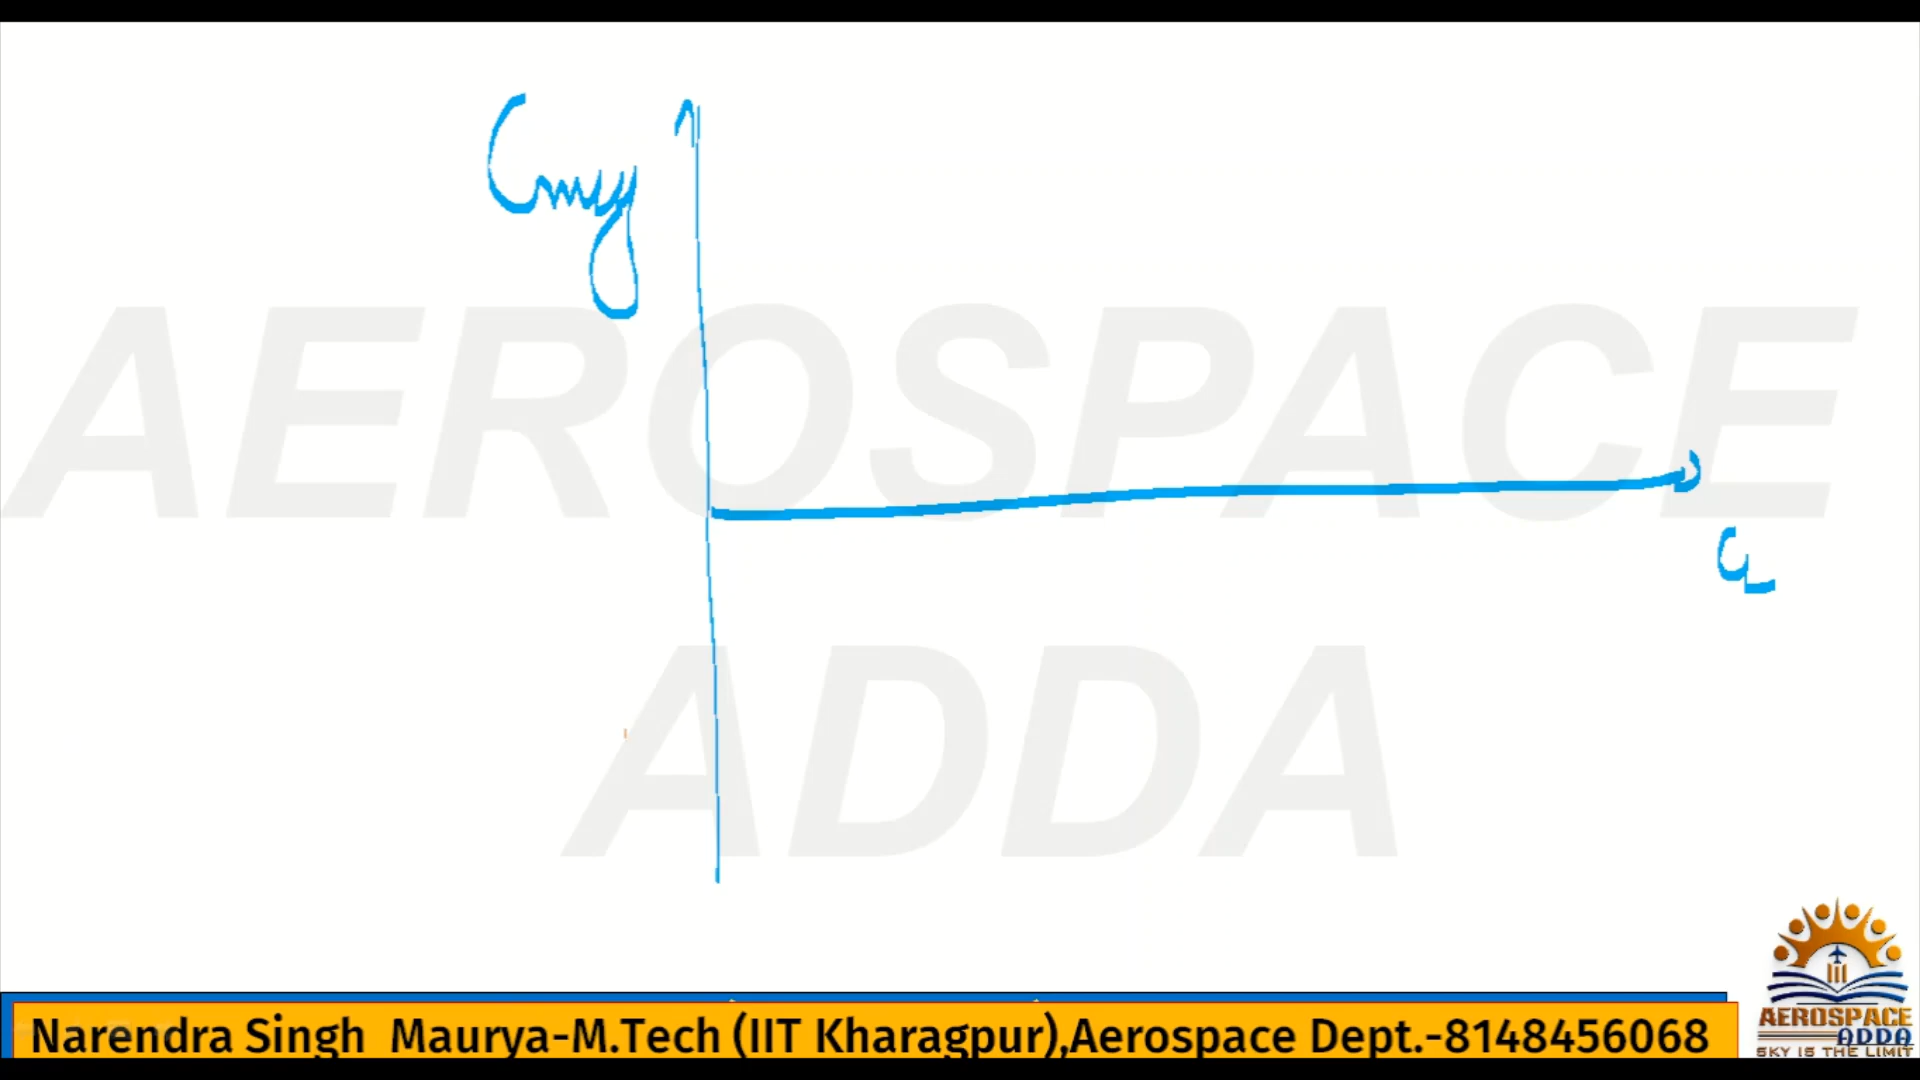 Cmcg
AEROSPACE
CL
ADDA
Narendra Singh Maurya-M.Tech (IIT Kharagpur),Aerospace Dept.-8148456068
AEROSPACE
ADDA
SKY IS THE LIMIT